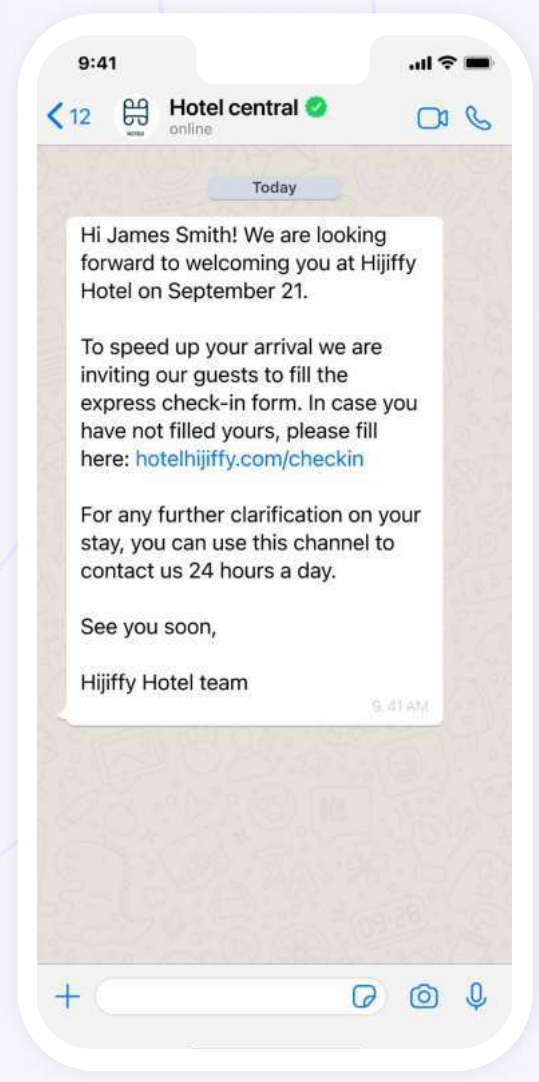 9:41
12
HOTELS
Hotel central
online
Today
Hi James Smith! We are looking
forward to welcoming you at Hijiffy
Hotel on September 21.
To speed up your arrival we are
inviting our guests to fill the
express check-in form. In case you
have not filled yours, please fill
here: hotelhijiffy.com/checkin
For any further clarification on your
stay, you can use this channel to
contact us 24 hours a day.
See you soon,
Hijiffy Hotel team
9:41 AM
09:26